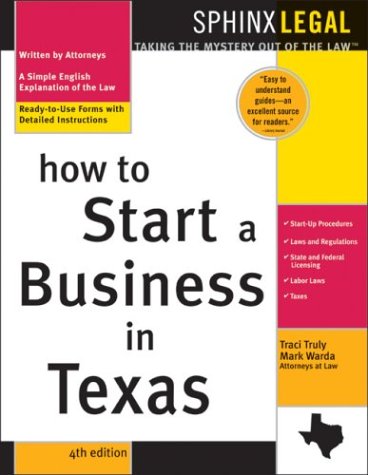 SPHINX LEGAL
TAKING THE MYSTERY OUT OF THE LAW™
Written by Attorneys
A Simple English
Explanation of the Law
Ready-to-Use Forms with
Detailed Instructions
"Easy to
understand
guides—an
excellent source
for readers."
how to
Start a
Business
in
Texas
✓ Start-Up Procedures
✓ Laws and Regulations
✓ State and Federal
Licensing
✓ Labor Laws
✓ Taxes
Traci Truly
Mark Warda
Attorneys at Law
4th edition